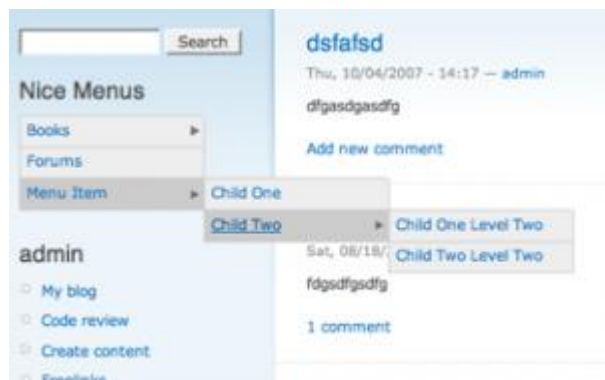 Search
Nice Menus
Books
Forums
Menu Item
Child One
Child Two
Child One Level Two
Child Two Level Two
admin
My blog
Code review
Create content
Freelinks
dsfafsd
Thu, 10/04/2007 - 14:17 — admin
dfgasdgasdfg
Add new comment
Sat, 08/18/
fdgsdfgsdfg
1 comment